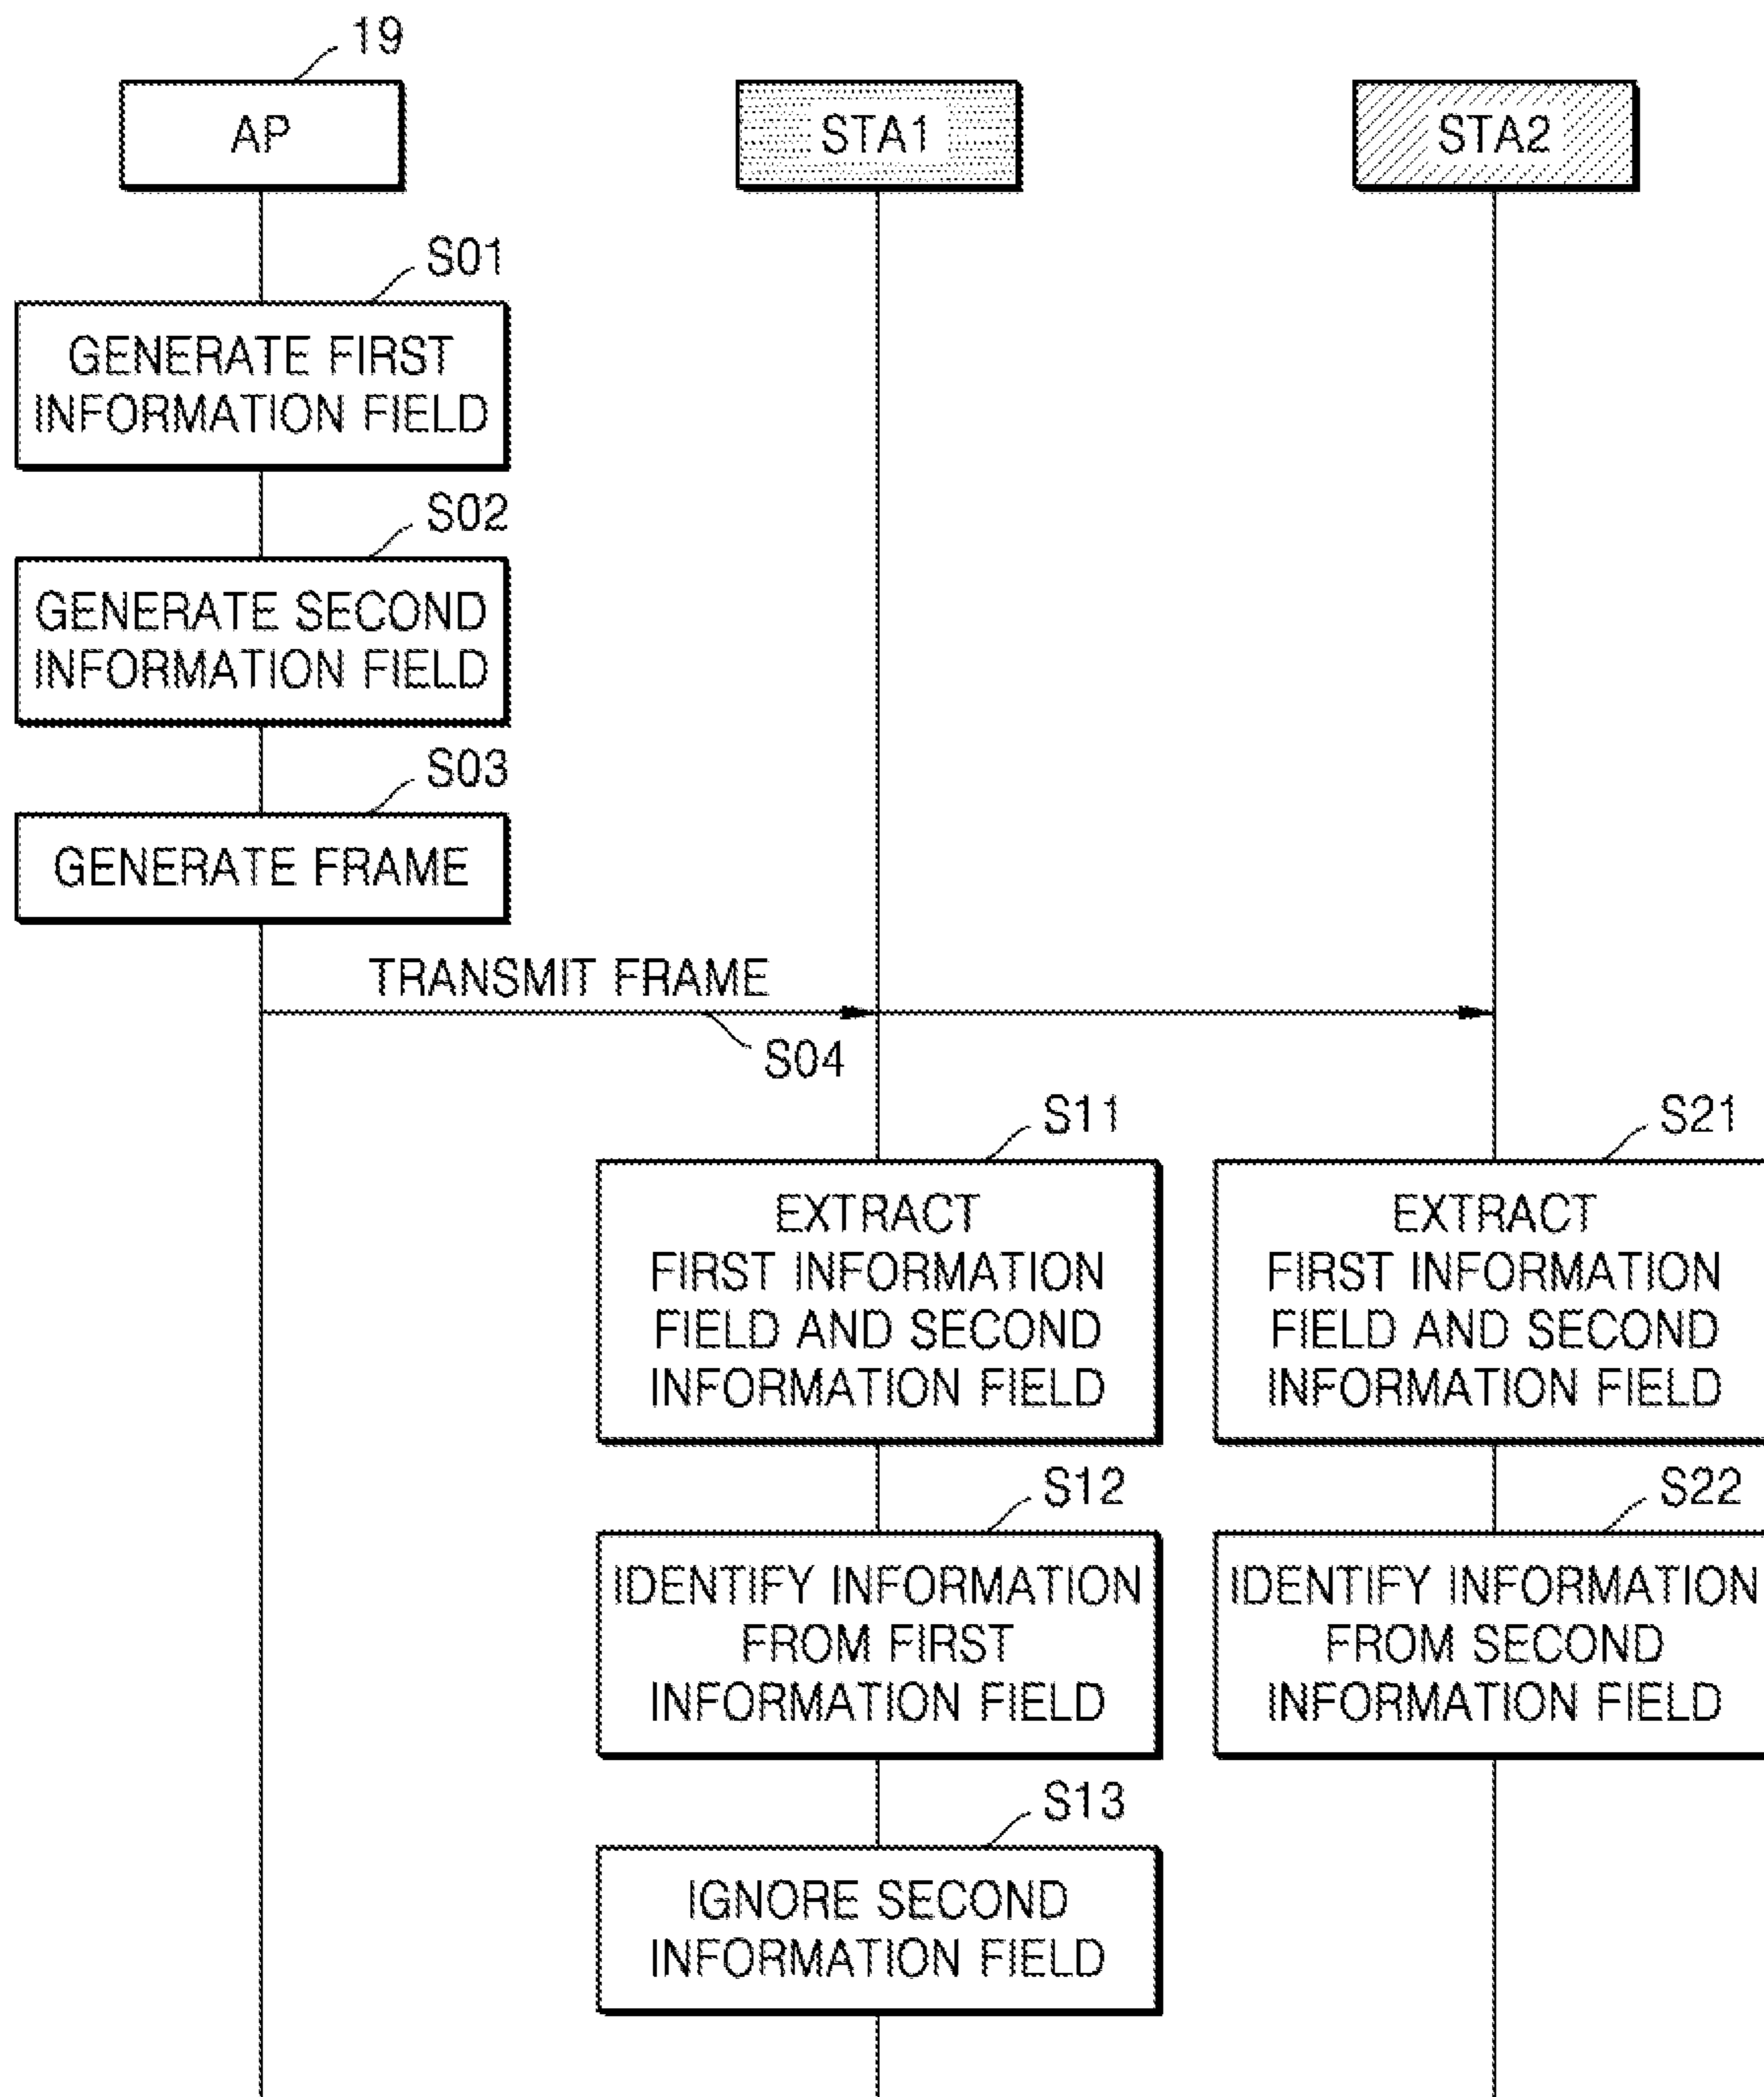 19
AP
STA1
STA2
S01
GENERATE FIRST
INFORMATION FIELD
S02
GENERATE SECOND
INFORMATION FIELD
S03
GENERATE FRAME
TRANSMIT FRAME
S04
S11
EXTRACT
FIRST INFORMATION
FIELD AND SECOND
INFORMATION FIELD
S21
EXTRACT
FIRST INFORMATION
FIELD AND SECOND
INFORMATION FIELD
S12
IDENTIFY INFORMATION
FROM FIRST
INFORMATION FIELD
S22
IDENTIFY INFORMATION
FROM SECOND
INFORMATION FIELD
S13
IGNORE SECOND
INFORMATION FIELD